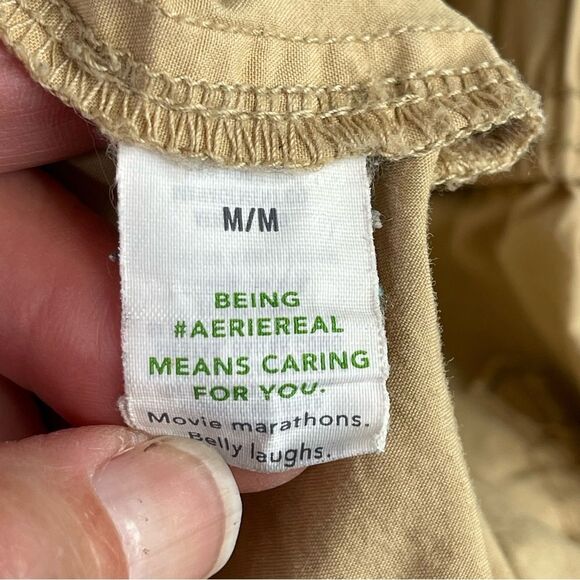 M/M
BEING
#AERIEREAL
MEANS CARING
FOR YOU.
Movie marathons.
Belly laughs.